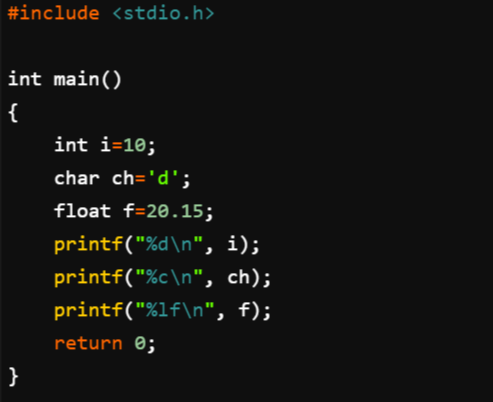 #include <stdio.h>

int main()
{
    int i=10;
    char ch='d';
    float f=20.15;
    printf("%d\n", i);
    printf("%c\n", ch);
    printf("%lf\n", f);
    return 0;
}